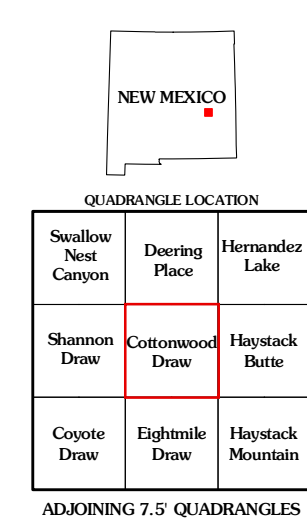 NEW MEXICO
QUADRANGLE LOCATION
Swallow
Nest
Canyon
Deering
Place
Hernandez
Lake
Shannon
Draw
Cottonwood
Draw
Haystack
Butte
Coyote
Draw
Eightmile
Draw
Haystack
Mountain
ADJOINING 7.5' QUADRANGLES